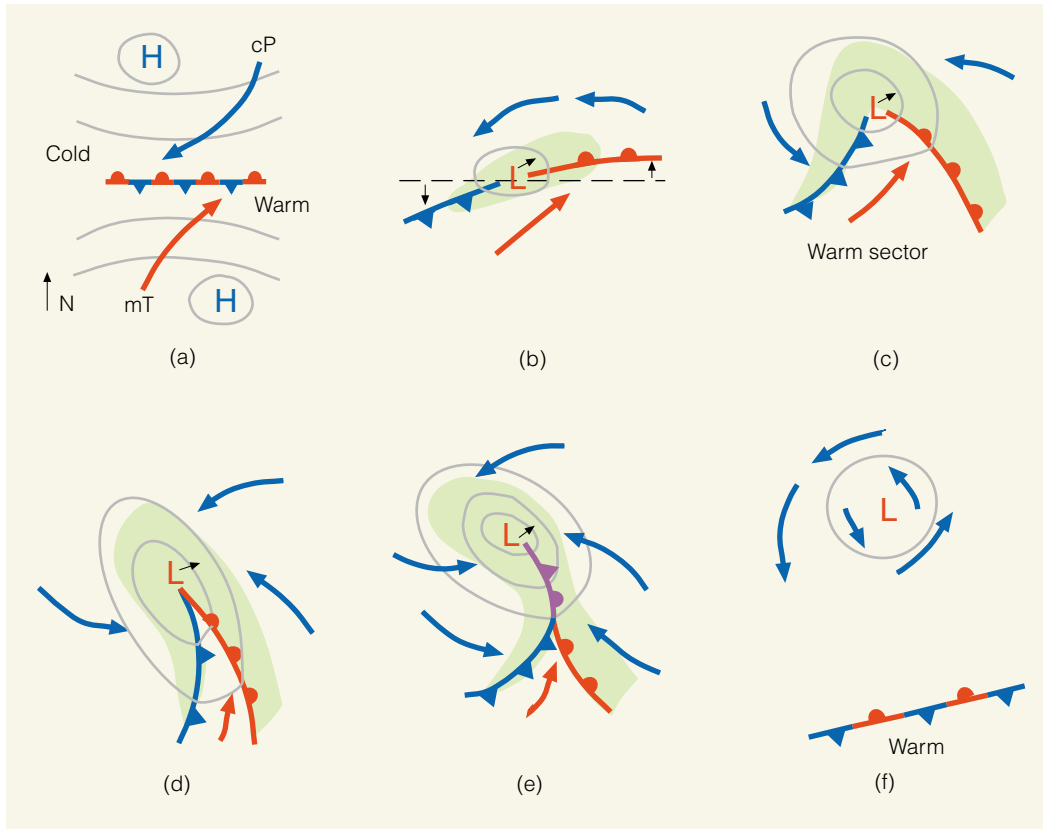 H
cP
Cold
Warm
N
mT
H
(a)
L
(b)
L
Warm sector
(c)
L
(d)
L
(e)
L
Warm
(f)